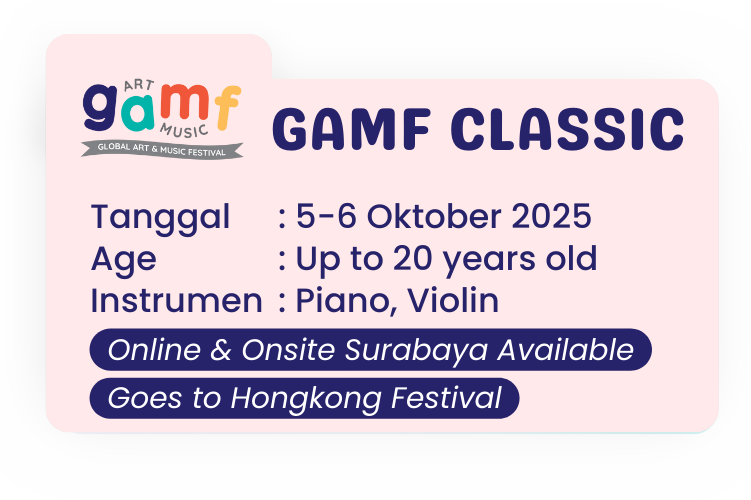 ART
gamf
MUSIC
GLOBAL ART & MUSIC FESTIVAL
GAMF CLASSIC
Tanggal : 5-6 Oktober 2025
Age : Up to 20 years old
Instrumen : Piano, Violin
Online & Onsite Surabaya Available
Goes to Hongkong Festival